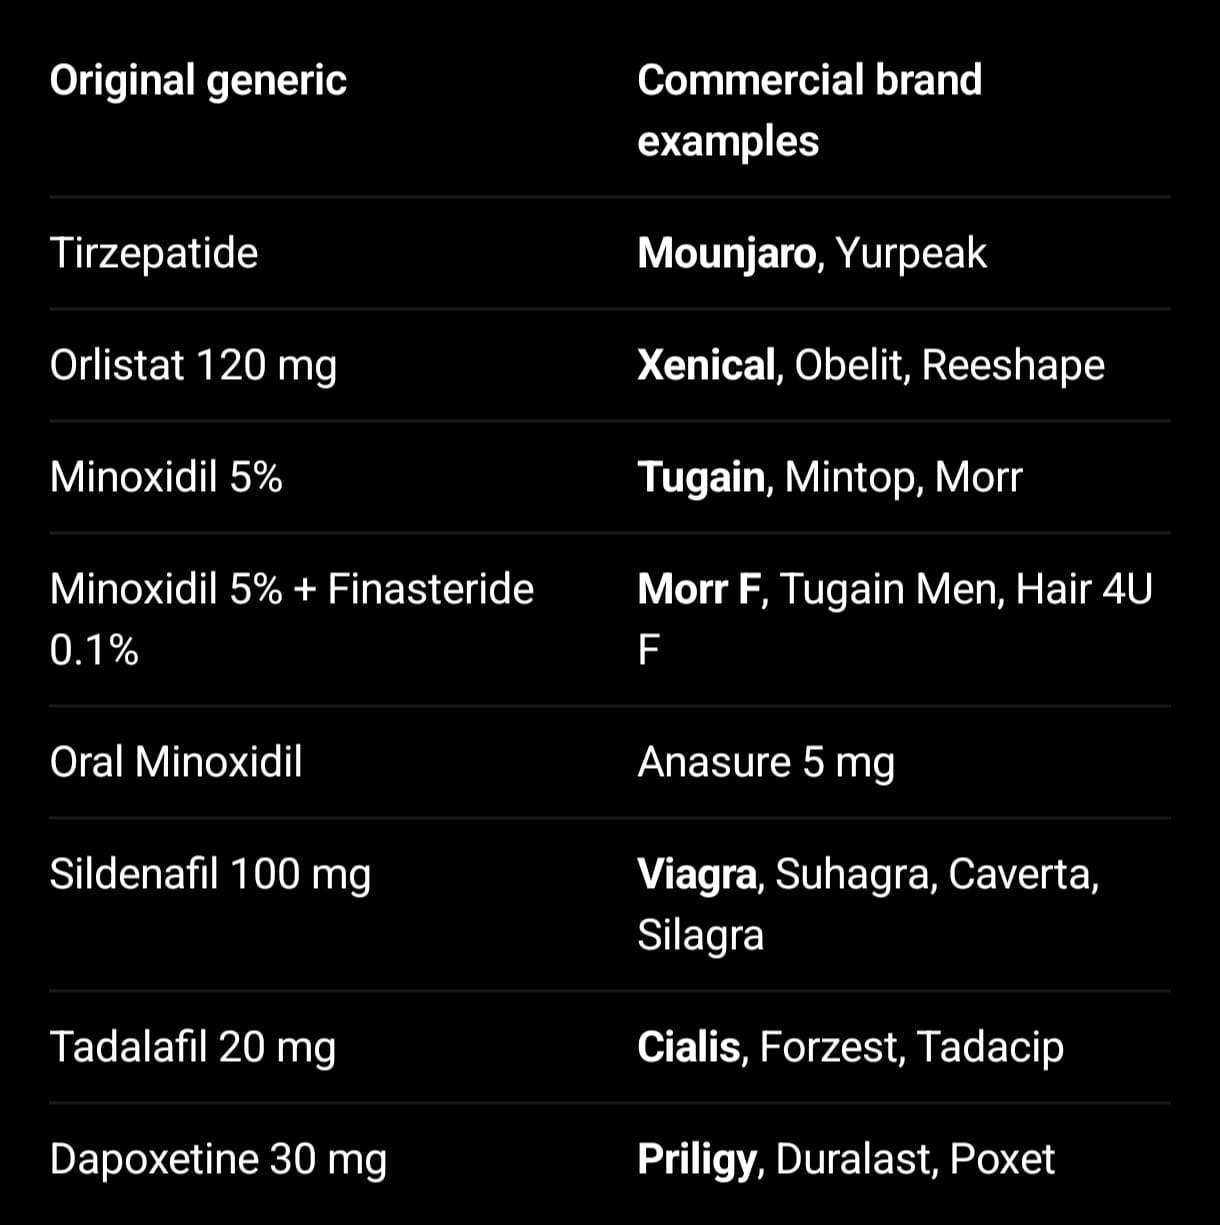 Original generic
Commercial brand
examples
Tirzepatide
Mounjaro, Yurpeak
Orlistat 120 mg
Xenical, Obelit, Reeshape
Minoxidil 5%
Tugain, Mintop, Morr
Minoxidil 5% + Finasteride
0.1%
Morr F, Tugain Men, Hair 4U
F
Oral Minoxidil
Anasure 5 mg
Sildenafil 100 mg
Viagra, Suhagra, Caverta,
Silagra
Tadalafil 20 mg
Cialis, Forzest, Tadacip
Dapoxetine 30 mg
Priligy, Duralast, Poxet